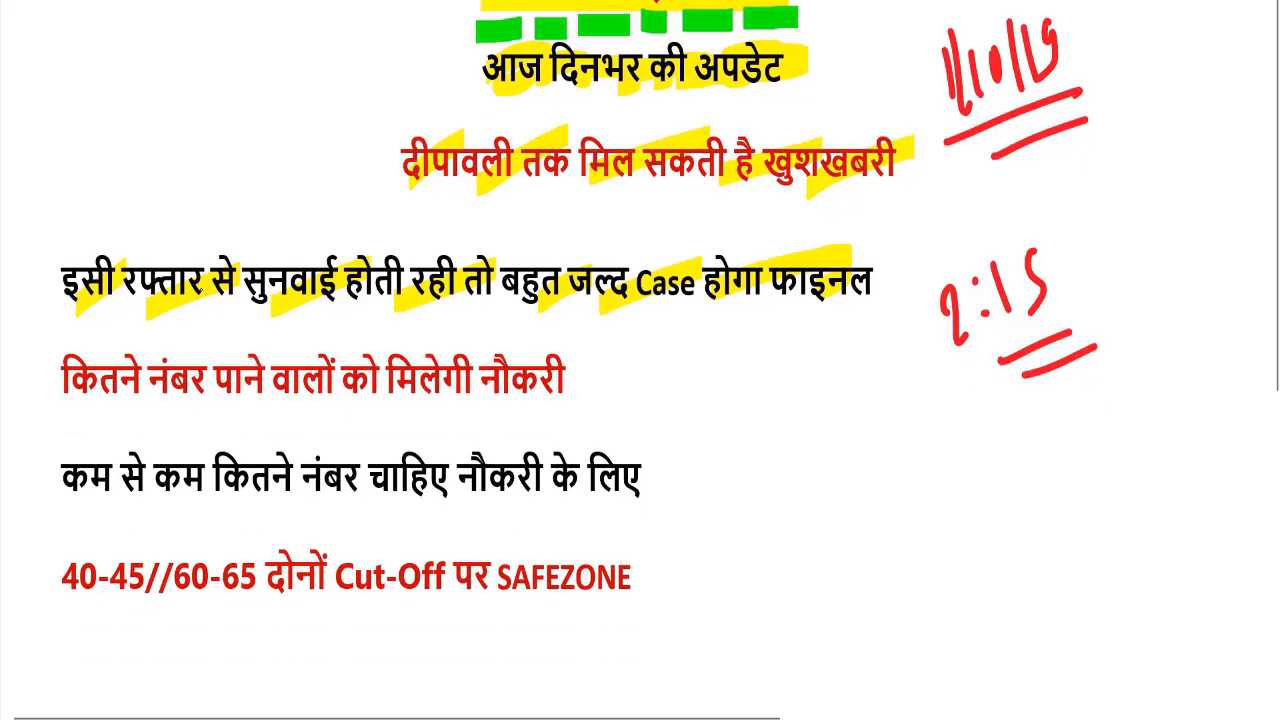 आज दिनभर की अपडेट
दीपावली तक मिल सकती है खुशखबरी
इसी रफ्तार से सुनवाई होती रही तो बहुत जल्द Case होगा फाइनल
2:15
कितने नंबर पाने वालों को मिलेगी नौकरी
कम से कम कितने नंबर चाहिए नौकरी के लिए
40-45//60-65 दोनों Cut-Off पर SAFEZONE